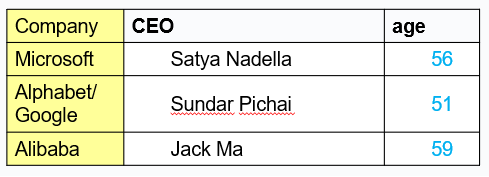 Company CEO age
Microsoft Satya Nadella 56
Alphabet/
Google Sundar Pichai 51
Alibaba Jack Ma 59